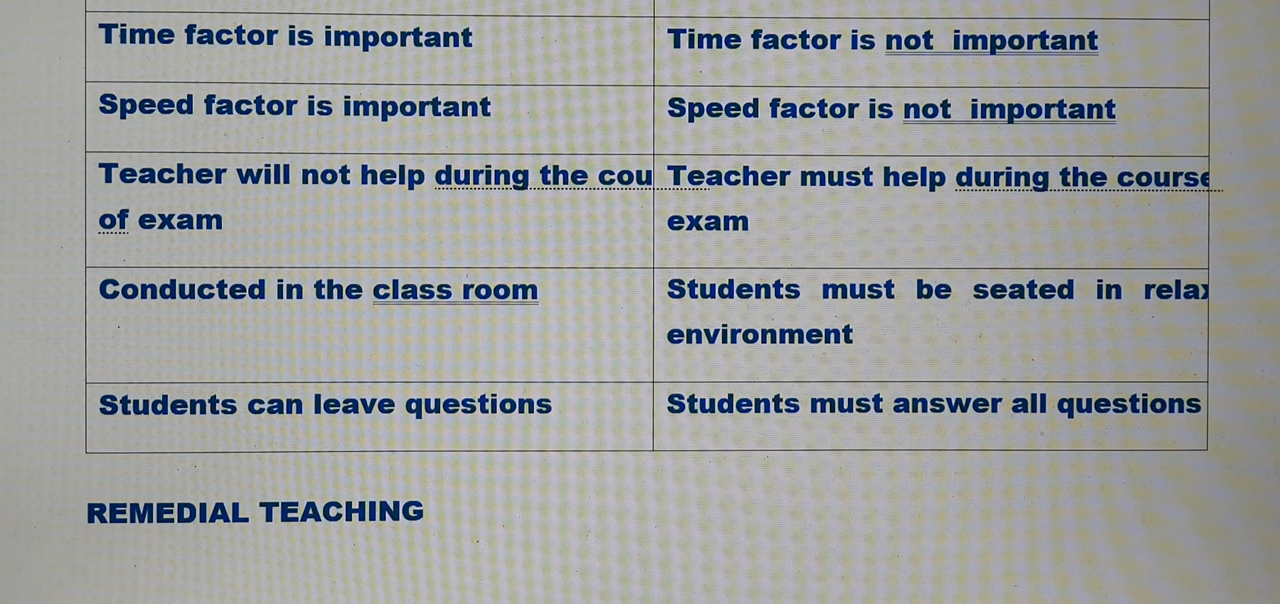 Time factor is important
Time factor is not important
Speed factor is important
Speed factor is not important
Teacher will not help during the cou
of exam
Teacher must help during the course
exam
Conducted in the class room
Students must be seated in
environment
Students can leave questions
Students must answer all questions
REMEDIAL TEACHING